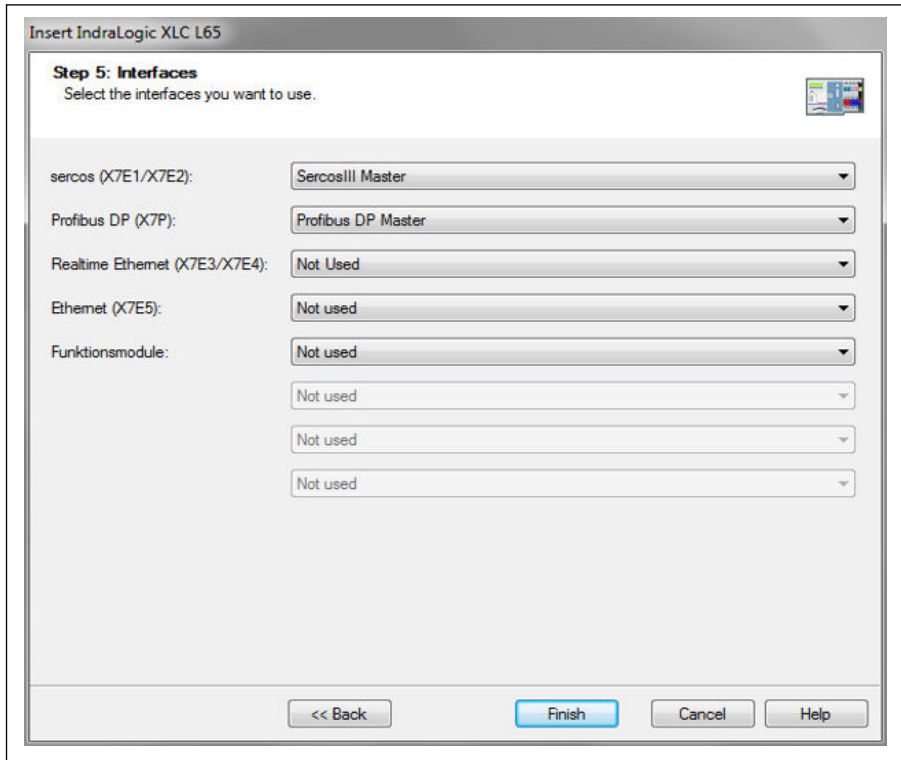 Insert IndraLogic XLC L65
Step 5: Interfaces
Select the interfaces you want to use.
sercos (X7E1/X7E2): SercosIII Master
Profibus DP (X7P): Profibus DP Master
Realtime Ethernet (X7E3/X7E4): Not Used
Ethernet (X7E5): Not used
Funktionsmodule: Not used
Not used
Not used
Not used
<< Back Finish Cancel Help